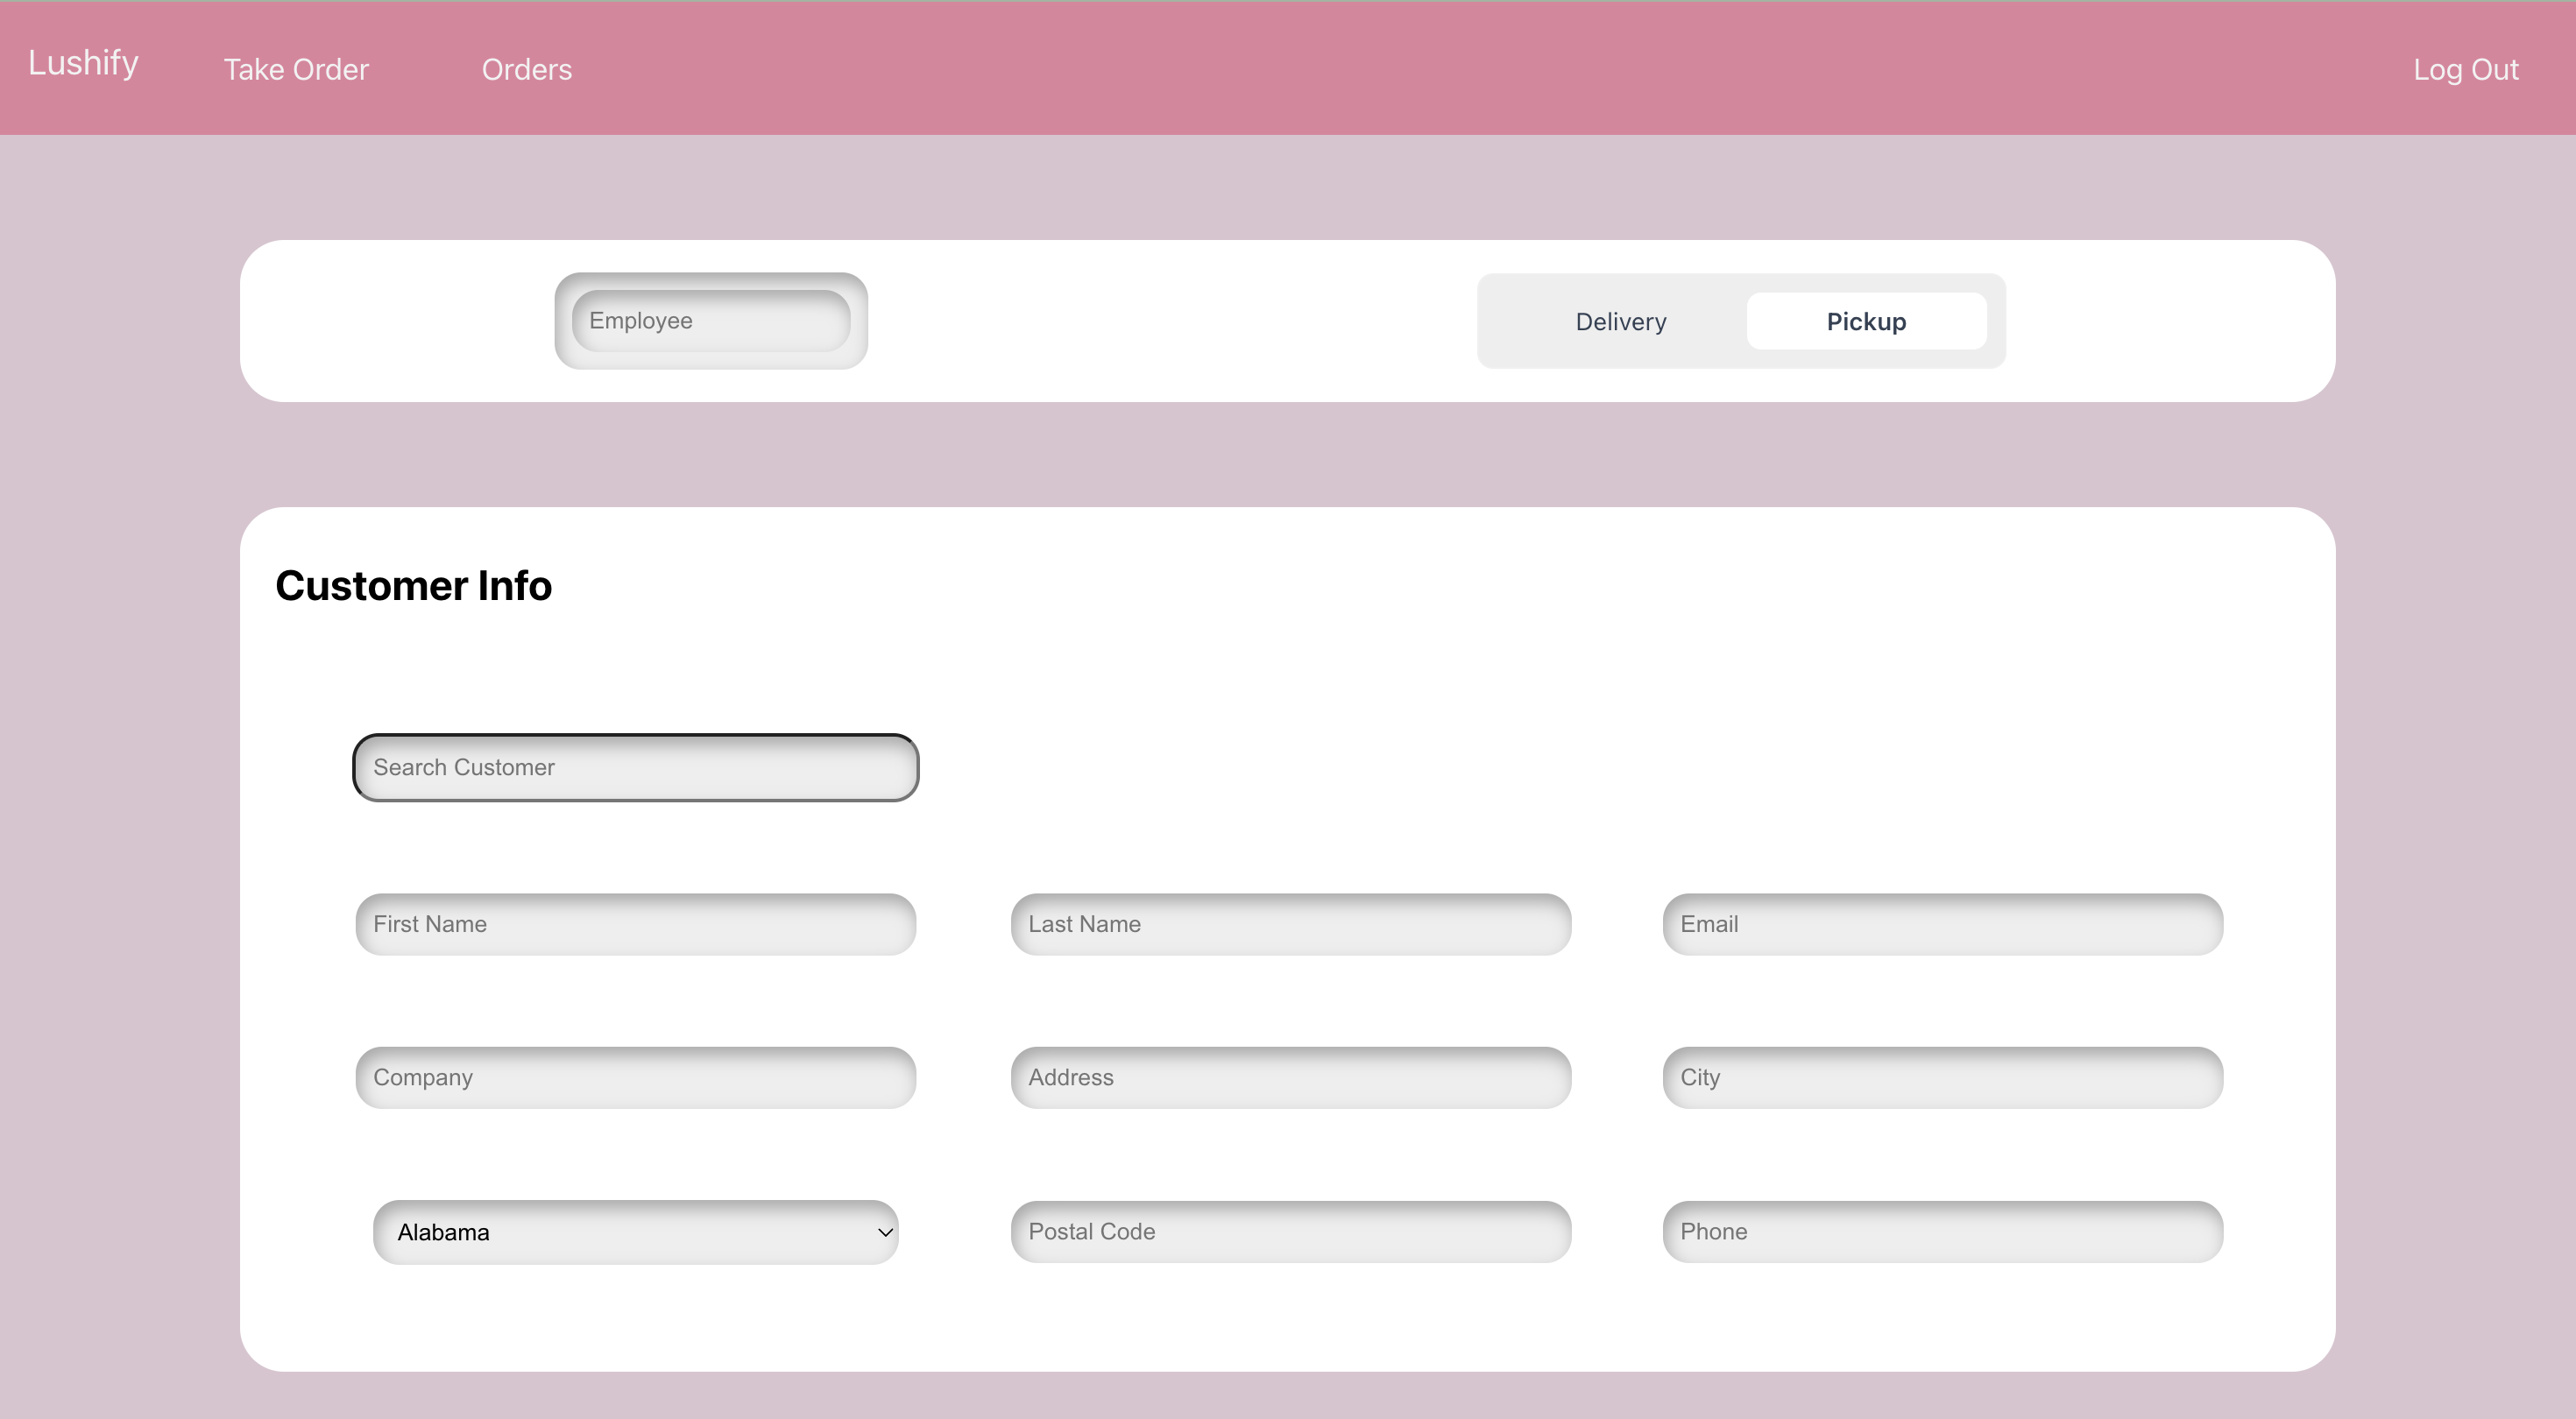 Lushify Take Order Orders Log Out
Employee Delivery Pickup
Customer Info
Search Customer
First Name Last Name Email
Company Address City
Alabama Postal Code Phone